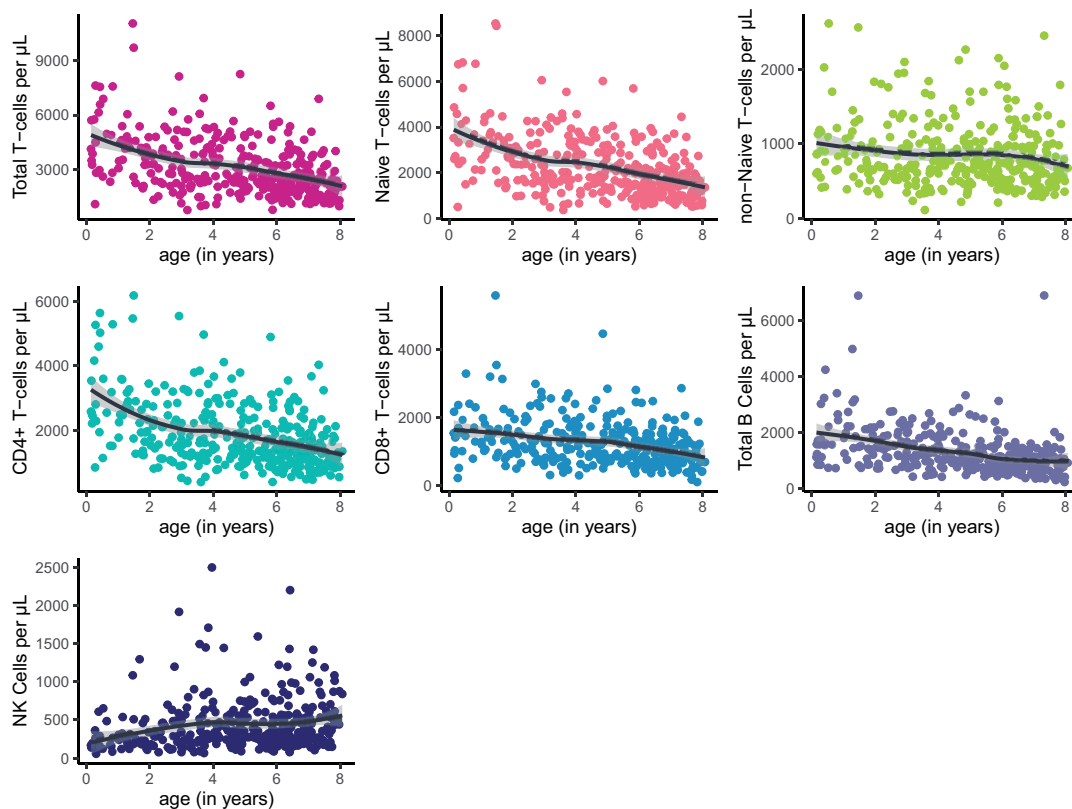 Total T−cells per µL
9000
6000
3000
0 2 4 6 8
age (in years)
Naive T−cells per µL
8000
6000
4000
2000
0
0 2 4 6 8
age (in years)
non−Naive T−cells per µL
2000
1000
0
0 2 4 6 8
age (in years)
CD4+ T−cells per µL
6000
4000
2000
0 2 4 6 8
age (in years)
CD8+ T−cells per µL
4000
2000
0
0 2 4 6 8
age (in years)
Total B Cells per µL
6000
4000
2000
0
0 2 4 6 8
age (in years)
NK Cells per µL
2500
2000
1500
1000
500
0
0 2 4 6 8
age (in years)